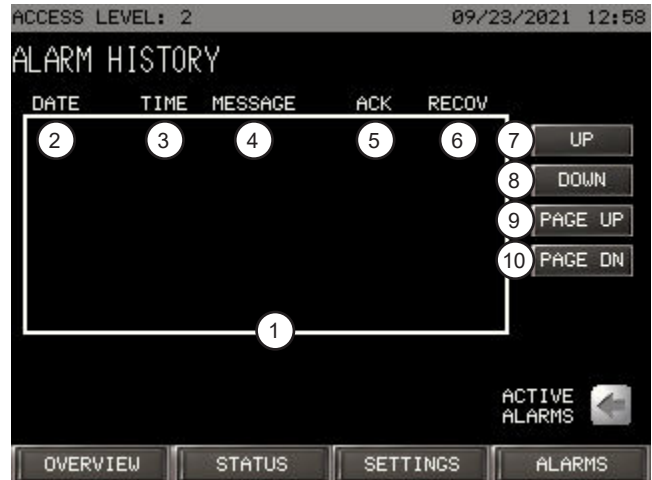 ACCESS LEVEL: 2 09/23/2021 12:58
ALARM HISTORY
DATE TIME MESSAGE ACK RECOV
2 3 4 5 6 7 UP
8 DOWN
9 PAGE UP
10 PAGE DN
1
ACTIVE
ALARMS
OVERVIEW STATUS SETTINGS ALARMS